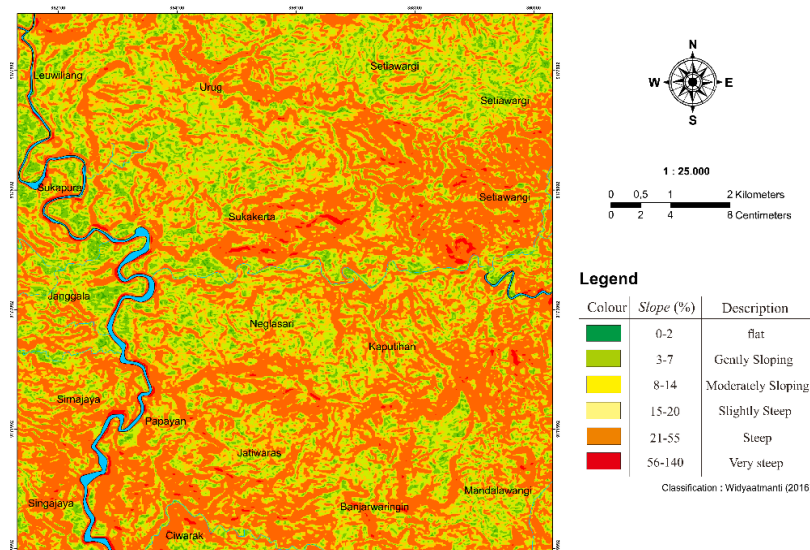 Leuwiliang
Urug
Setiawargi
Setiawargi
Sukapura
Sukakerta
Setiawangi
Janggala
Neglasari
Kaputihan
Sirnajaya
Papayan
Jatiwaras
Singajaya
Mandalawangi
Banjarwaringin
Ciwarak
N
W E
S
1 : 25.000
0 0,5 1 2 Kilometers
0 2 4 8 Centimeters
Legend
Colour Slope (%) Description
0-2 flat
3-7 Gently Sloping
8-14 Moderately Sloping
15-20 Slightly Steep
21-55 Steep
56-140 Very steep
Classification : Widyaatmanti (2016